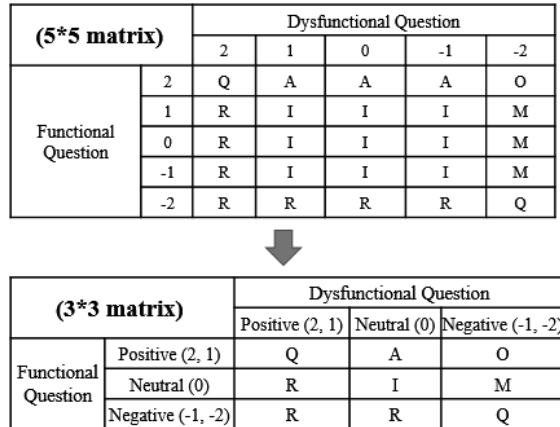 (5*5 matrix) Dysfunctional Question
2 1 0 -1 -2
Functional Question 2 Q A A A O
1 R I I I M
0 R I I I M
-1 R I I I M
-2 R R R R Q
(3*3 matrix) Dysfunctional Question
Positive (2, 1) Neutral (0) Negative (-1, -2)
Functional Question Positive (2, 1) Q A O
Neutral (0) R I M
Negative (-1, -2) R R Q